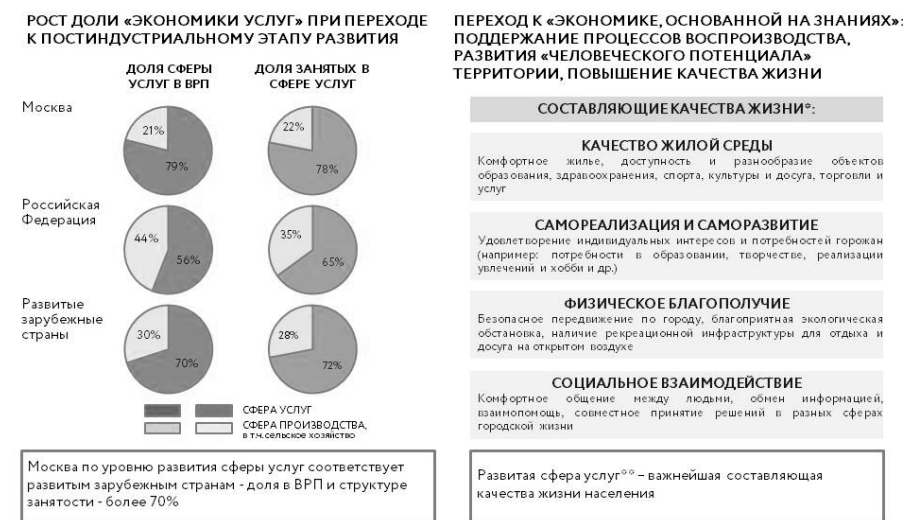 РОСТ ДОЛИ «ЭКОНОМИКИ УСЛУГ» ПРИ ПЕРЕХОДЕ
К ПОСТИНДУСТРИАЛЬНОМУ ЭТАПУ РАЗВИТИЯ
ДОЛЯ СФЕРЫ
УСЛУГ В ВРП
ДОЛЯ ЗАНЯТЫХ В
СФЕРЕ УСЛУГ
Москва
21%
79%
22%
78%
Российская
Федерация
44%
56%
35%
65%
Развитые
зарубежные
страны
30%
70%
28%
72%
СФЕРА УСЛУГ
СФЕРА ПРОИЗВОДСТВА,
в т.ч. сельское хозяйство
Москва по уровню развития сферы услуг соответствует
развитым зарубежным странам - доля в ВРП и структуре
занятости - более 70%
ПЕРЕХОД К «ЭКОНОМИКЕ, ОСНОВАННОЙ НА ЗНАНИЯХ»:
ПОДДЕРЖАНИЕ ПРОЦЕССОВ ВОСПРОИЗВОДСТВА,
РАЗВИТИЯ «ЧЕЛОВЕЧЕСКОГО ПОТЕНЦИАЛА»
ТЕРРИТОРИИ, ПОВЫШЕНИЕ КАЧЕСТВА ЖИЗНИ
СОСТАВЛЯЮЩИЕ КАЧЕСТВА ЖИЗНИ*:
КАЧЕСТВО ЖИЛОЙ СРЕДЫ
Комфортное жилье, доступность и разнообразие объектов
образования, здравоохранения, спорта, культуры и досуга, торговли и
услуг
САМОРЕАЛИЗАЦИЯ И САМОРАЗВИТИЕ
Удовлетворение индивидуальных интересов и потребностей горожан
(например: потребности в образовании, творчестве, реализации
увлечений и хобби и др.)
ФИЗИЧЕСКОЕ БЛАГОПОЛУЧИЕ
Безопасное передвижение по городу, благоприятная экологическая
обстановка, наличие рекреационной инфраструктуры для отдыха и
досуга на открытом воздухе
СОЦИАЛЬНОЕ ВЗАИМОДЕЙСТВИЕ
Комфортное общение между людьми, обмен информацией,
взаимопомощь, совместное принятие решений в разных сферах
городской жизни
Развитая сфера услуг** – важнейшая составляющая
качества жизни населения